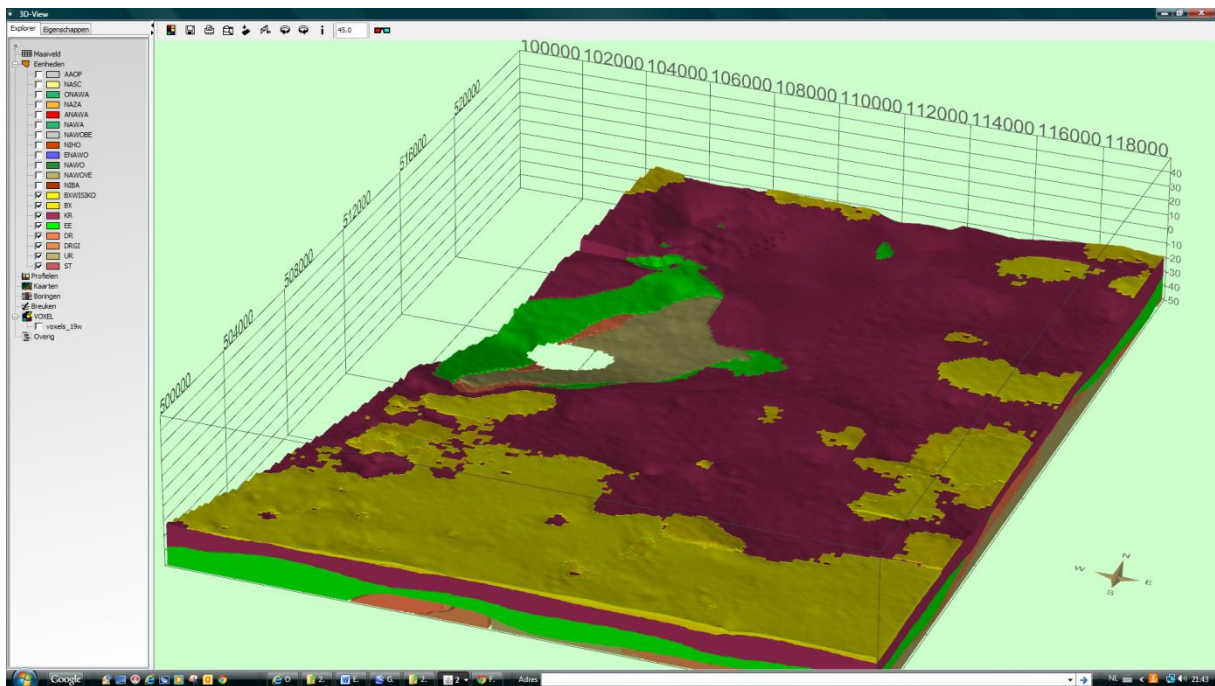 3D-View
Explorer Eigenschappen
45.0
Maaiveld
Eenheden
AAOP
NASC
ONAWA
NAZA
ANAWA
NAWA
NAWOBE
NIHO
ENAWO
NAWO
NAWOVE
NIBA
BXWISIKO
BX
KR
EE
DR
DRGI
UR
ST
Profielen
Kaarten
Boringen
Breuken
VOXEL
voxels_19w
Overig
100000 102000 104000 106000 108000 110000 112000 114000 116000 118000
520000
516000
512000
508000
504000
500000
40
30
20
10
0
-10
-20
-30
-40
-50
N
W E
S
Google O 2. E. G. 2. 2 F. Adres NL 21:43